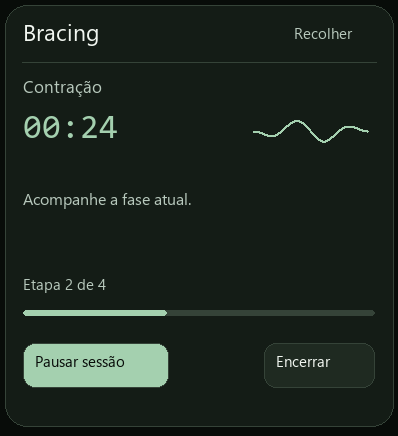 Bracing
Recolher
Contração
00:24
Acompanhe a fase atual.
Etapa 2 de 4
Pausar sessão
Encerrar